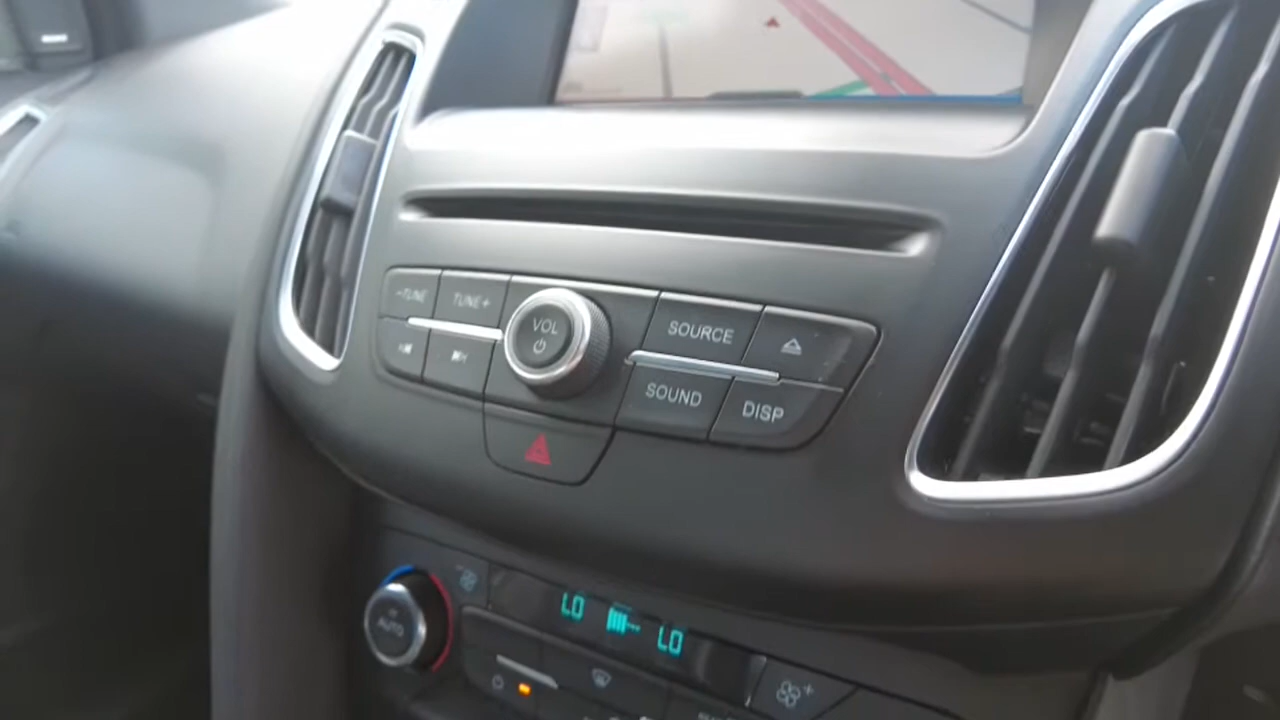 -TUNE
TUNE+
VOL
SOURCE
SOUND
DISP
LO
LO
AUTO